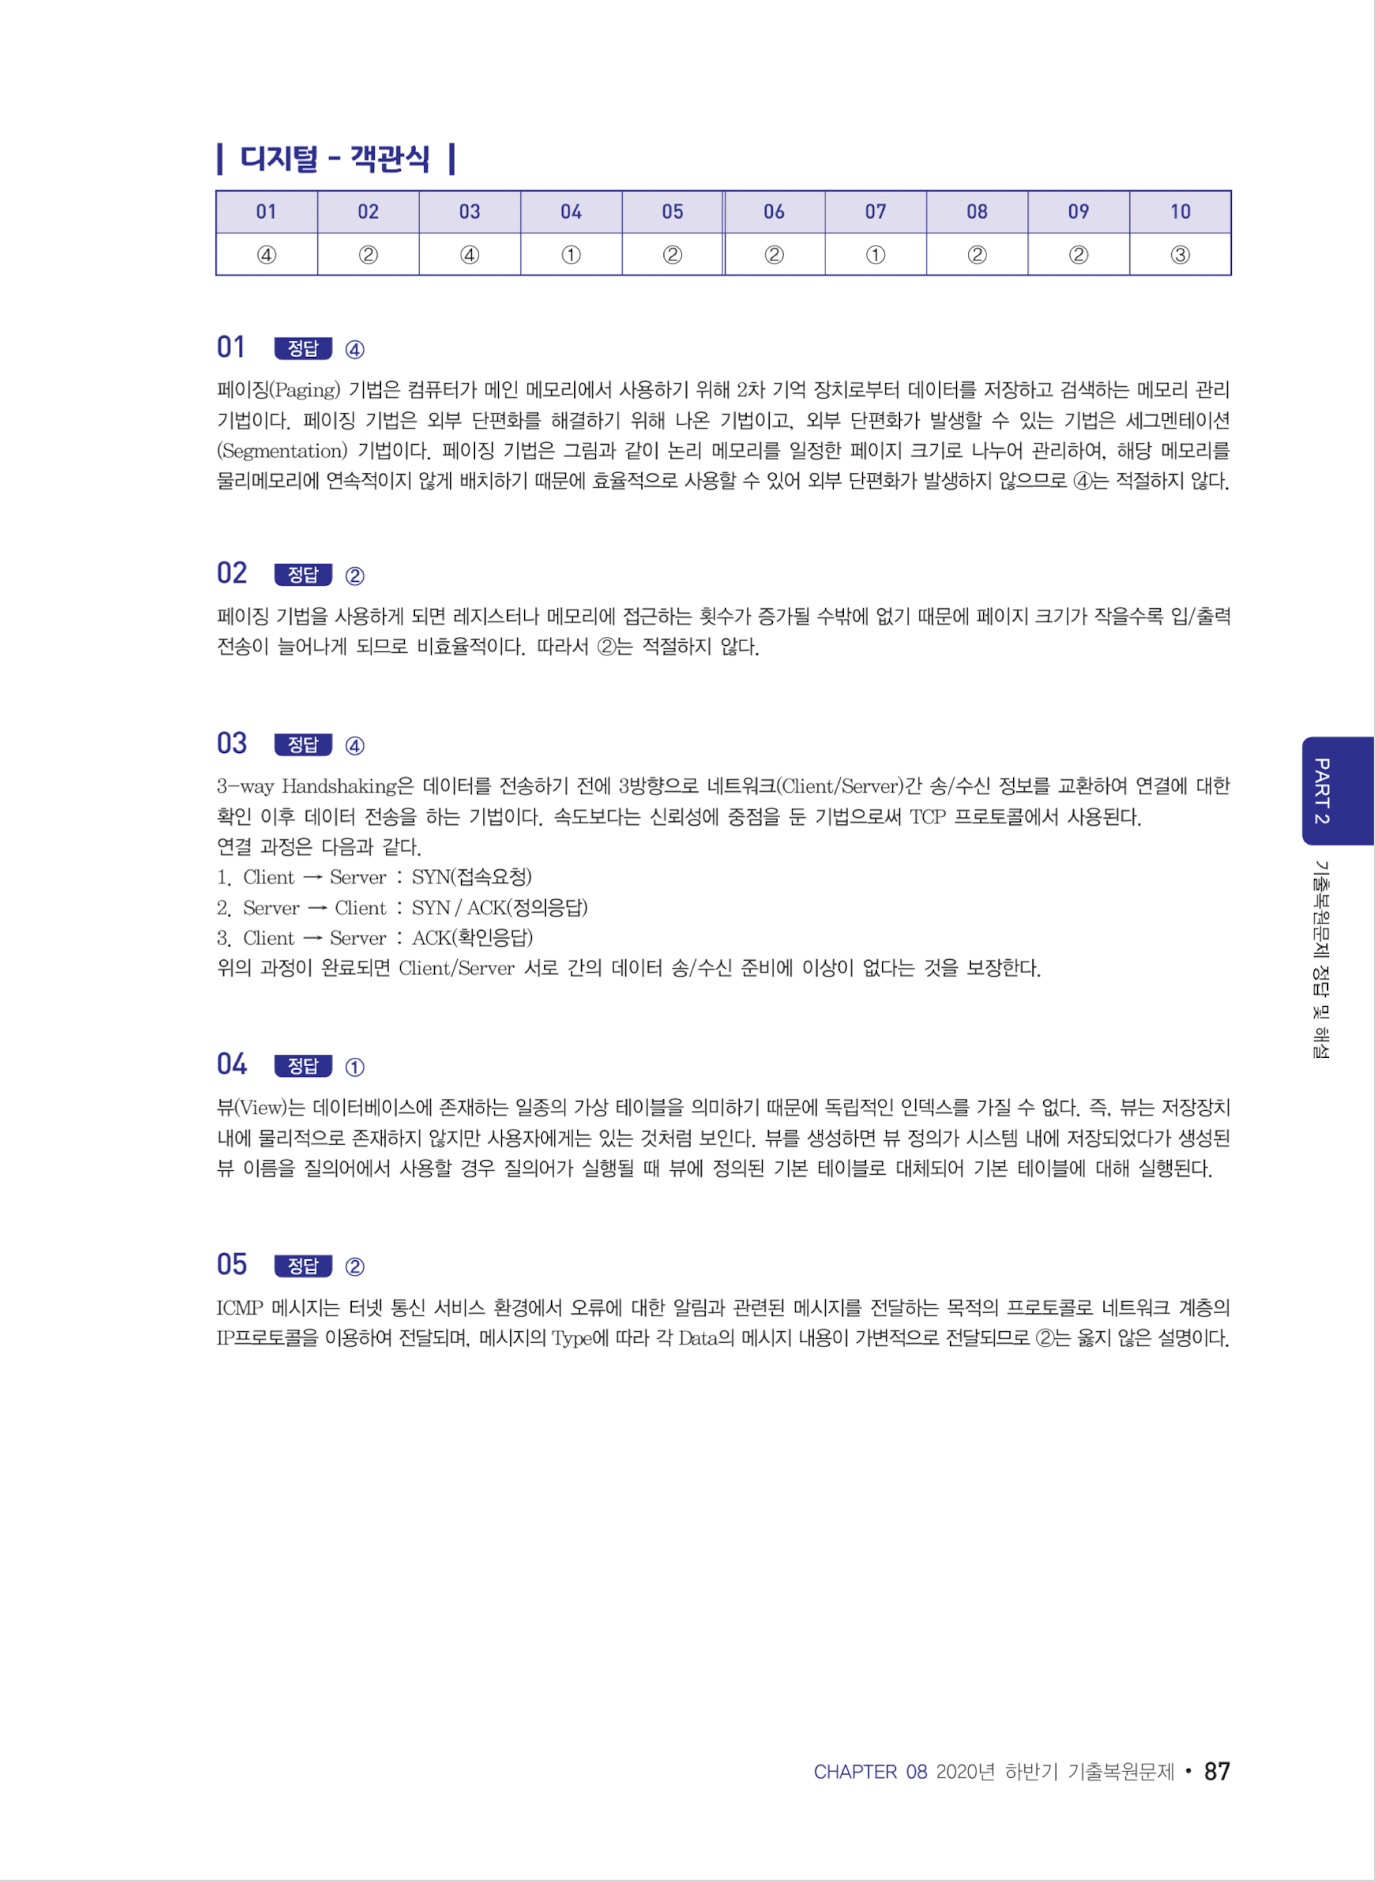 디지털 - 객관식
01 02 03 04 05 06 07 08 09 10
④ ② ④ ① ② ② ① ② ② ③
01 정답 ④
페이징(Paging) 기법은 컴퓨터가 메인 메모리에서 사용하기 위해 2차 기억 장치로부터 데이터를 저장하고 검색하는 메모리 관리
기법이다. 페이징 기법은 외부 단편화를 해결하기 위해 나온 기법이고, 외부 단편화가 발생할 수 있는 기법은 세그멘테이션
(Segmentation) 기법이다. 페이징 기법은 그림과 같이 논리 메모리를 일정한 페이지 크기로 나누어 관리하여, 해당 메모리를
물리메모리에 연속적이지 않게 배치하기 때문에 효율적으로 사용할 수 있어 외부 단편화가 발생하지 않으므로 ④는 적절하지 않다.
02 정답 ②
페이징 기법을 사용하게 되면 레지스터나 메모리에 접근하는 횟수가 증가될 수밖에 없기 때문에 페이지 크기가 작을수록 입/출력
전송이 늘어나게 되므로 비효율적이다. 따라서 ②는 적절하지 않다.
03 정답 ④
3-way Handshaking은 데이터를 전송하기 전에 3방향으로 네트워크(Client/Server)간 송/수신 정보를 교환하여 연결에 대한
확인 이후 데이터 전송을 하는 기법이다. 속도보다는 신뢰성에 중점을 둔 기법으로써 TCP 프로토콜에서 사용된다.
연결 과정은 다음과 같다.
1. Client → Server : SYN(접속요청)
2. Server → Client : SYN / ACK(정의응답)
3. Client → Server : ACK(확인응답)
위의 과정이 완료되면 Client/Server 서로 간의 데이터 송/수신 준비에 이상이 없다는 것을 보장한다.
04 정답 ①
뷰(View)는 데이터베이스에 존재하는 일종의 가상 테이블을 의미하기 때문에 독립적인 인덱스를 가질 수 없다. 즉, 뷰는 저장장치
내에 물리적으로 존재하지 않지만 사용자에게는 있는 것처럼 보인다. 뷰를 생성하면 뷰 정의가 시스템 내에 저장되었다가 생성된
뷰 이름을 질의어에서 사용할 경우 질의어가 실행될 때 뷰에 정의된 기본 테이블로 대체되어 기본 테이블에 대해 실행된다.
05 정답 ②
ICMP 메시지는 터넷 통신 서비스 환경에서 오류에 대한 알림과 관련된 메시지를 전달하는 목적의 프로토콜로 네트워크 계층의
IP프로토콜을 이용하여 전달되며, 메시지의 Type에 따라 각 Data의 메시지 내용이 가변적으로 전달되므로 ②는 옳지 않은 설명이다.
PART 2
기출복원문제 정답 및 해설
CHAPTER 08 2020년 하반기 기출복원문제 • 87